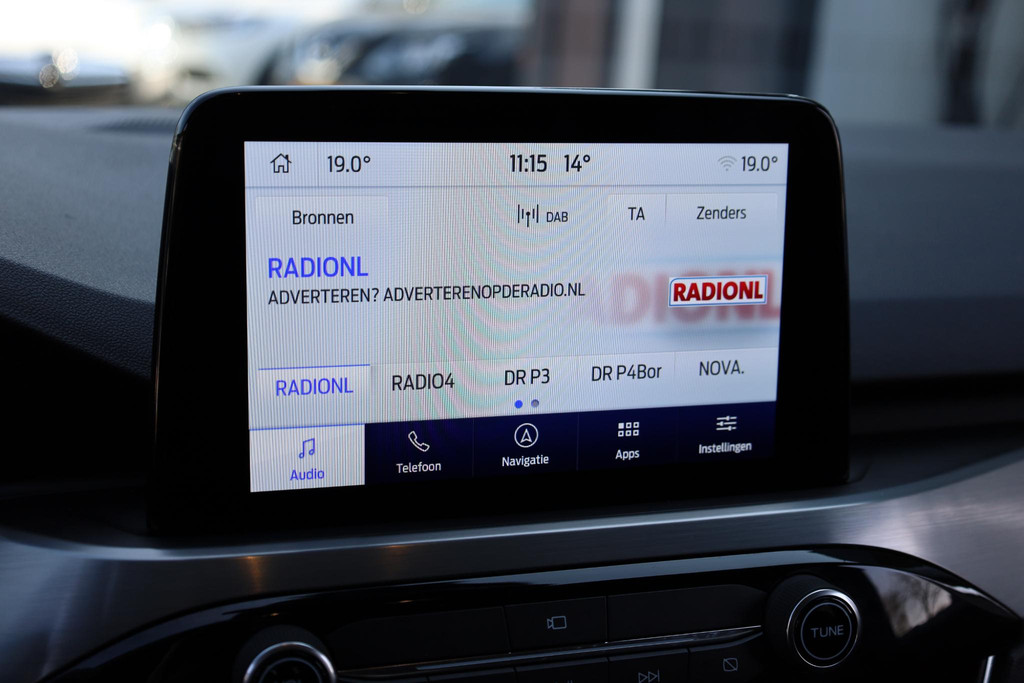 19.0° 11:15 14° 19.0°
Bronnen DAB TA Zenders
RADIONL
ADVERTEREN? ADVERTERENOPDERADIO.NL
RADIONL
RADIONL
RADIONL RADIO4 DR P3 DR P4Bor NOVA.
Audio Telefoon Navigatie Apps Instellingen
TUNE